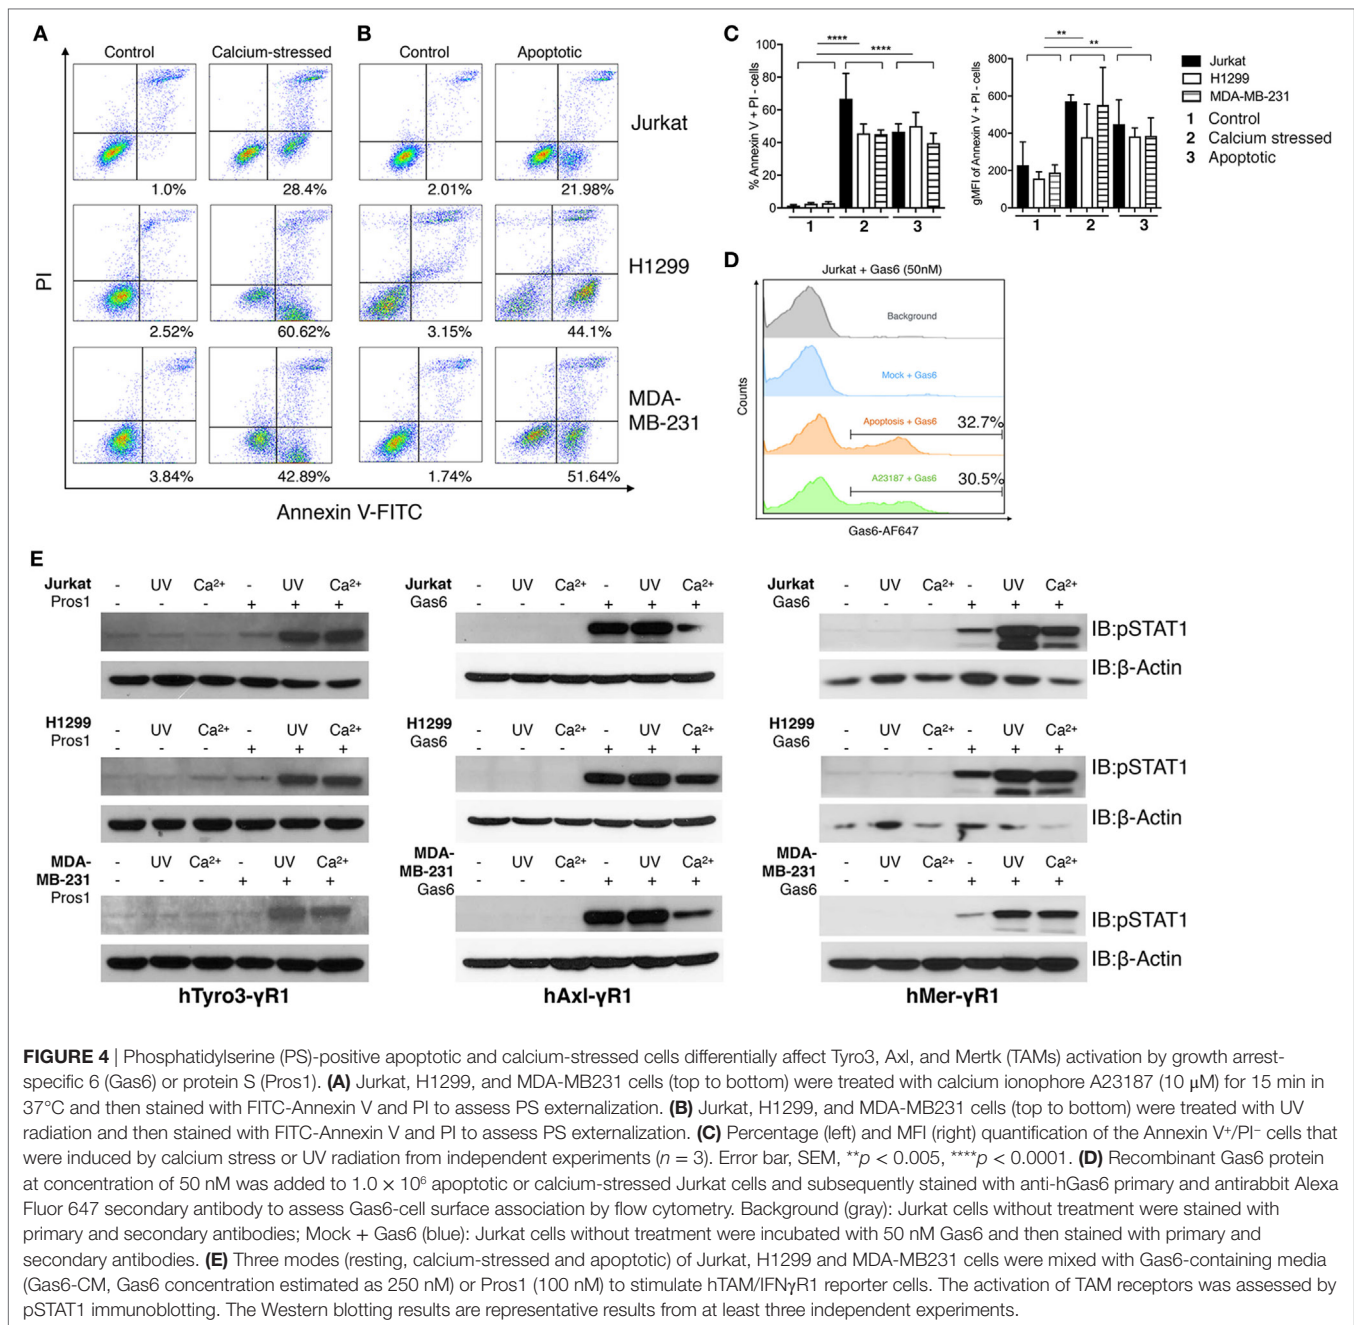 A
B
Control
Calcium-stressed
Control
Apoptotic
Jurkat
1.0%
28.4%
2.01%
21.98%
PI
H1299
2.52%
60.62%
3.15%
44.1%
MDA-
MB-231
3.84%
42.89%
1.74%
51.64%
Annexin V-FITC
C
% Annexin V + PI - cells
100
80
60
40
20
0
****
****
1
2
3
gMFI of Annexin V + PI - cells
800
600
400
200
0
**
**
1
2
3
Jurkat
H1299
MDA-MB-231
1 Control
2 Calcium stressed
3 Apoptotic
D
Jurkat + Gas6 (50nM)
Background
Mock + Gas6
Apoptosis + Gas6
32.7%
A23187 + Gas6
30.5%
Counts
Gas6-AF647
E
Jurkat - UV Ca²⁺ - UV Ca²⁺
Pros1 - - - + + +
Jurkat - UV Ca²⁺ - UV Ca²⁺
Gas6 - - - + + +
Jurkat - UV Ca²⁺ - UV Ca²⁺
Gas6 - - - + + +
IB:pSTAT1
IB:β-Actin
H1299 - UV Ca²⁺ - UV Ca²⁺
Pros1 - - - + + +
H1299 - UV Ca²⁺ - UV Ca²⁺
Gas6 - - - + + +
H1299 - UV Ca²⁺ - UV Ca²⁺
Gas6 - - - + + +
IB:pSTAT1
IB:β-Actin
MDA- - UV Ca²⁺ - UV Ca²⁺
MB-231 - - - + + +
Pros1
MDA- - UV Ca²⁺ - UV Ca²⁺
MB-231 - - - + + +
Gas6
MDA- - UV Ca²⁺ - UV Ca²⁺
MB-231 - - - + + +
Gas6
IB:pSTAT1
IB:β-Actin
hTyro3-γR1
hAxl-γR1
hMer-γR1
FIGURE 4 | Phosphatidylserine (PS)-positive apoptotic and calcium-stressed cells differentially affect Tyro3, Axl, and Mertk (TAMs) activation by growth arrest-
specific 6 (Gas6) or protein S (Pros1). (A) Jurkat, H1299, and MDA-MB231 cells (top to bottom) were treated with calcium ionophore A23187 (10 μM) for 15 min in
37°C and then stained with FITC-Annexin V and PI to assess PS externalization. (B) Jurkat, H1299, and MDA-MB231 cells (top to bottom) were treated with UV
radiation and then stained with FITC-Annexin V and PI to assess PS externalization. (C) Percentage (left) and MFI (right) quantification of the Annexin V⁺/PI⁻ cells that
were induced by calcium stress or UV radiation from independent experiments (n = 3). Error bar, SEM, **p < 0.005, ****p < 0.0001. (D) Recombinant Gas6 protein
at concentration of 50 nM was added to 1.0 × 10⁶ apoptotic or calcium-stressed Jurkat cells and subsequently stained with anti-hGas6 primary and antirabbit Alexa
Fluor 647 secondary antibody to assess Gas6-cell surface association by flow cytometry. Background (gray): Jurkat cells without treatment were stained with
primary and secondary antibodies; Mock + Gas6 (blue): Jurkat cells without treatment were incubated with 50 nM Gas6 and then stained with primary and
secondary antibodies. (E) Three modes (resting, calcium-stressed and apoptotic) of Jurkat, H1299 and MDA-MB231 cells were mixed with Gas6-containing media
(Gas6-CM, Gas6 concentration estimated as 250 nM) or Pros1 (100 nM) to stimulate hTAM/IFNγR1 reporter cells. The activation of TAM receptors was assessed by
pSTAT1 immunoblotting. The Western blotting results are representative results from at least three independent experiments.